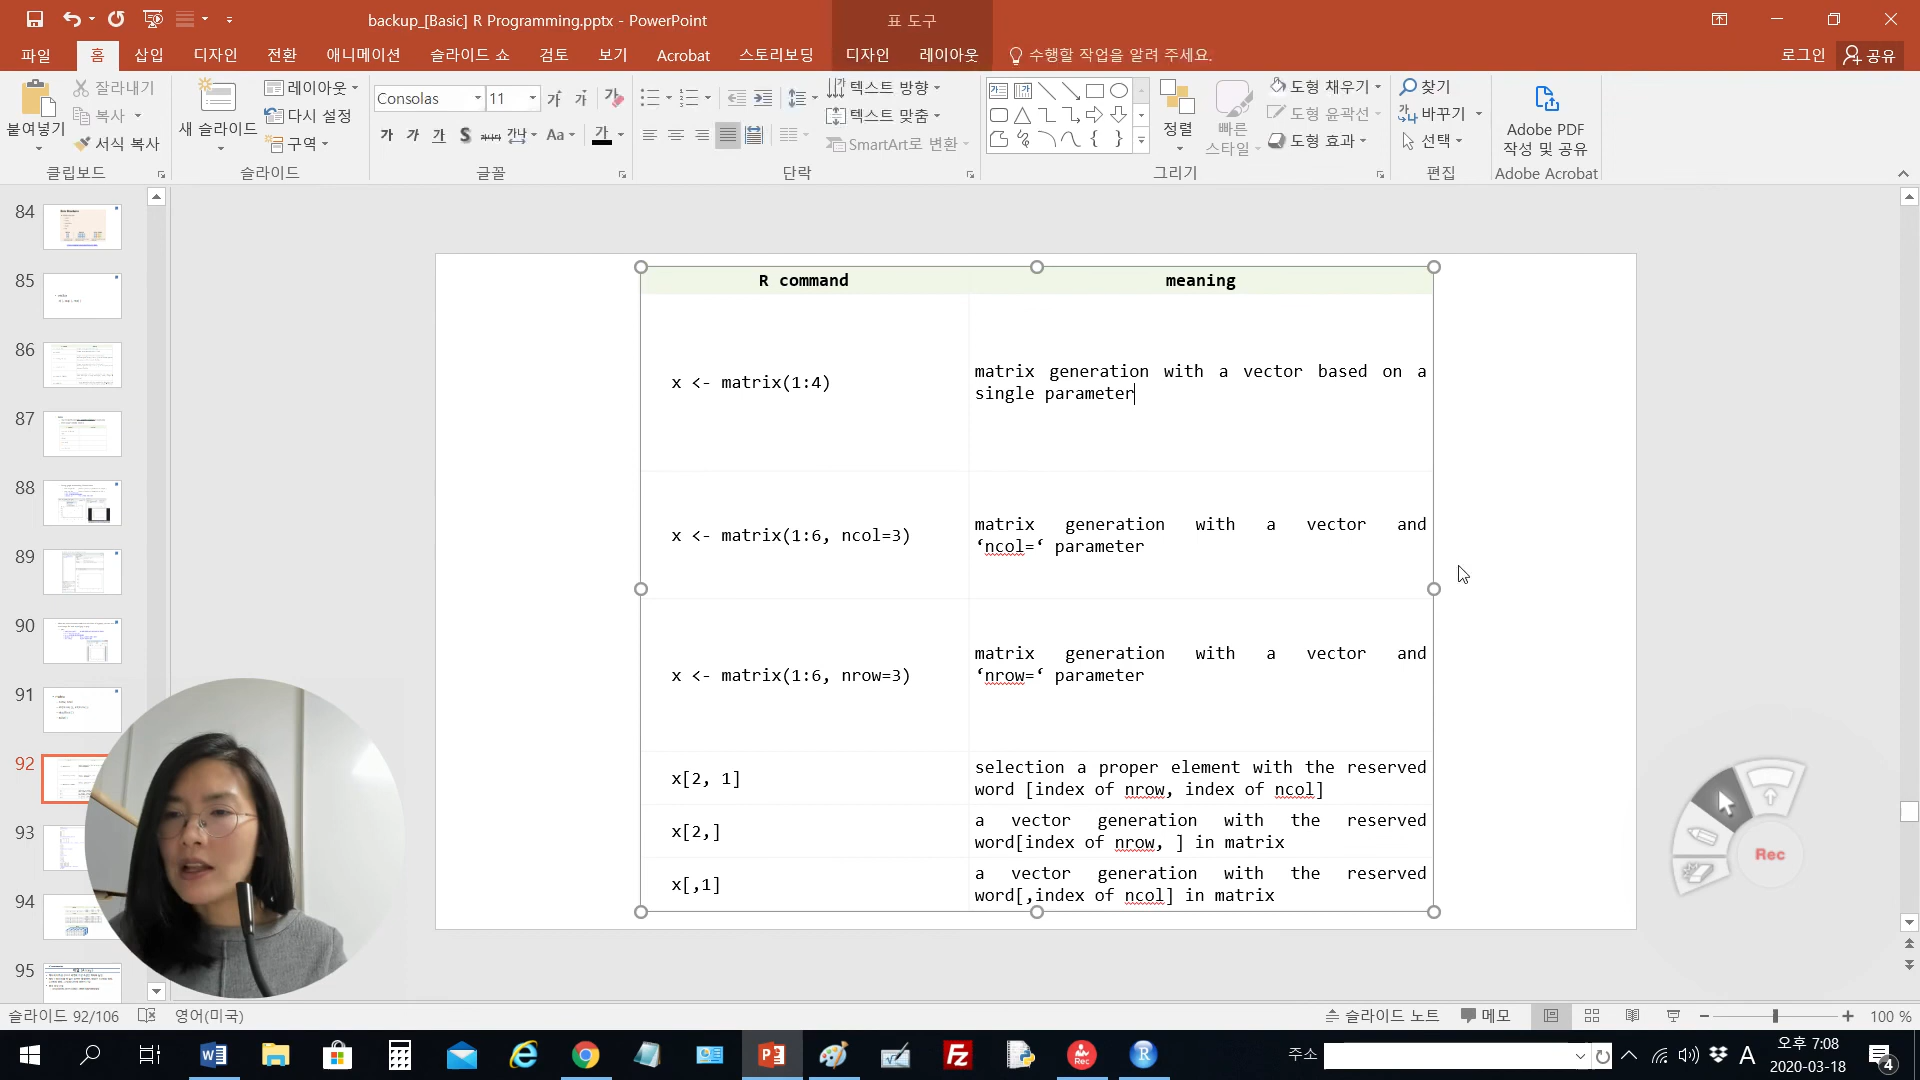 backup_[Basic] R Programming.pptx - PowerPoint
표 도구
파일 홈 삽입 디자인 전환 애니메이션 슬라이드 쇼 검토 보기 Acrobat 스토리보딩 디자인 레이아웃 수행할 작업을 알려 주세요. 로그인 공유
붙여넣기
잘라내기
복사
서식 복사
클립보드
새 슬라이드
레이아웃
다시 설정
구역
슬라이드
Consolas 11
글꼴
텍스트 방향
텍스트 맞춤
SmartArt로 변환
단락
정렬
빠른 스타일
도형 채우기
도형 윤곽선
도형 효과
그리기
찾기
바꾸기
선택
편집
Adobe PDF
작성 및 공유
Adobe Acrobat
84
85
86
87
88
89
90
91
92
93
94
95
R command meaning
x <- matrix(1:4)
matrix generation with a vector based on a
single parameter
x <- matrix(1:6, ncol=3)
matrix generation with a vector and
‘ncol=‘ parameter
x <- matrix(1:6, nrow=3)
matrix generation with a vector and
‘nrow=‘ parameter
x[2, 1]
selection a proper element with the reserved
word [index of nrow, index of ncol]
x[2,]
a vector generation with the reserved
word[index of nrow, ] in matrix
x[,1]
a vector generation with the reserved
word[,index of ncol] in matrix
Rec
슬라이드 92/106 영어(미국) 슬라이드 노트 메모 100 %
주소
A
오후 7:08
2020-03-18
4